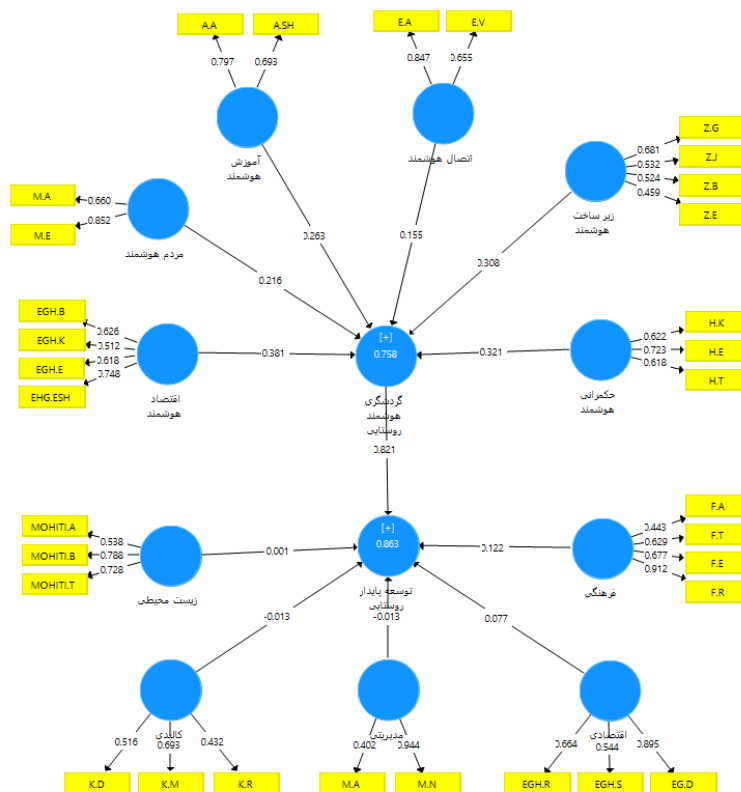 A.A
A.SH
E.A
E.V
0.797
0.693
0.847
0.655
آموزش
هوشمند
اتصال هوشمند
Z.G
Z.J
Z.B
Z.E
0.681
0.532
0.524
0.459
زیر ساخت
هوشمند
M.A
M.E
0.660
0.852
مردم هوشمند
0.263
0.155
0.216
0.308
EGH.B
EGH.K
EGH.E
EHG.ESH
0.626
0.512
0.618
0.748
اقتصاد
هوشمند
0.381
[+]
0.758
گردشگری
هوشمند
روستایی
0.321
حکمرانی
هوشمند
0.622
0.723
0.618
H.K
H.E
H.T
0.821
MOHITI.A
MOHITI.B
MOHITI.T
0.538
0.788
0.728
زیست محیطی
0.001
[+]
0.863
توسعه پایدار
روستایی
0.122
فرهنگی
0.443
0.629
0.677
0.912
F.A
F.T
F.E
F.R
-0.013
-0.013
0.077
کالبدی
مدیریتی
اقتصادی
0.516
0.693
0.432
0.402
0.944
0.664
0.544
0.895
K.D
K.M
K.R
M.A
M.N
EGH.R
EGH.S
EG.D